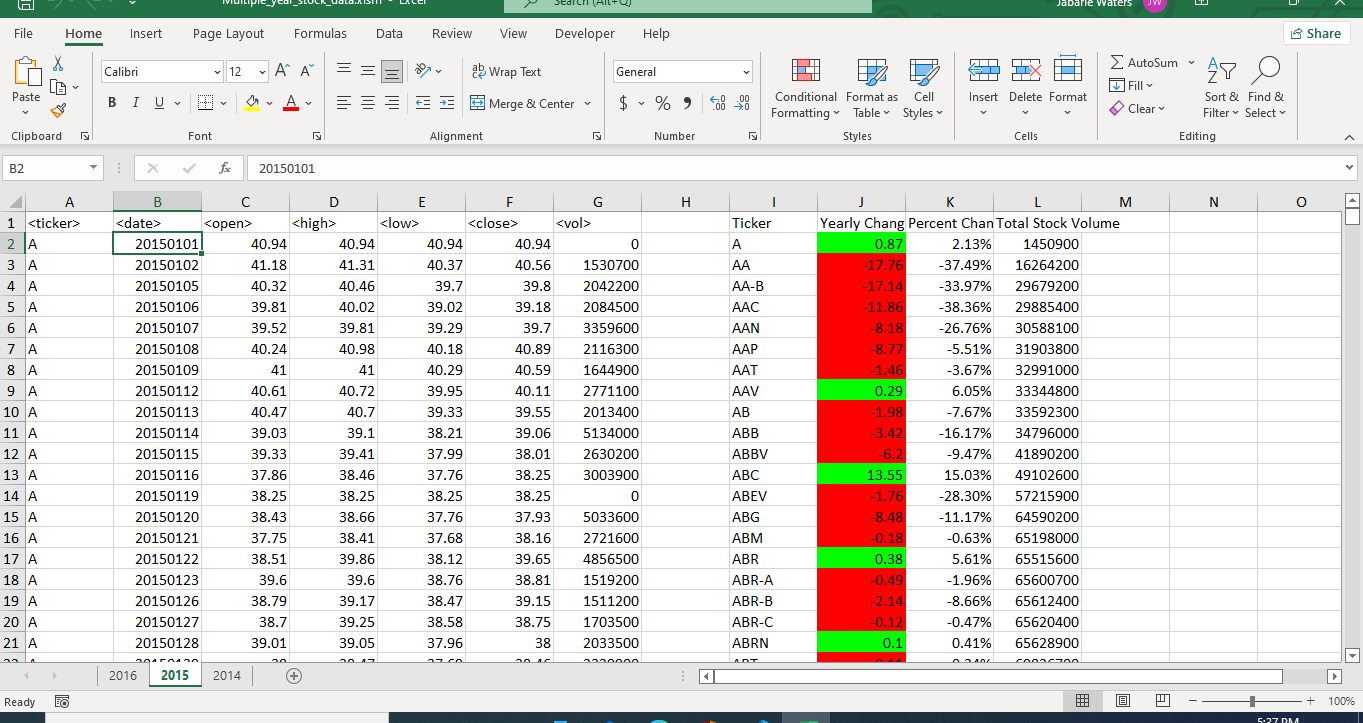 Multiple_year_stock_data.xlsm - Excel
Search (Alt+Q)
Jabarie Waters
JW
File Home Insert Page Layout Formulas Data Review View Developer Help
Share
Calibri 12 A^ Aˇ
ab Wrap Text
General
AutoSum
Paste
B I U A
Merge & Center
$ % 9
Conditional Formatting
Format as Table
Cell Styles
Insert Delete Format
Fill
Clear
Sort & Filter
Find & Select
Clipboard Font Alignment Number Styles Cells Editing
B2 fx 20150101
A B C D E F G H I J K L M N O
1 <ticker> <date> <open> <high> <low> <close> <vol> Ticker Yearly Chang Percent Chan Total Stock Volume
2 A 20150101 40.94 40.94 40.94 40.94 0 A 0.87 2.13% 1450900
3 A 20150102 41.18 41.31 40.37 40.56 1530700 AA -17.76 -37.49% 16264200
4 A 20150105 40.32 40.46 39.7 39.8 2042200 AA-B -17.14 -33.97% 29679200
5 A 20150106 39.81 40.02 39.02 39.18 2084500 AAC -11.86 -38.36% 29885400
6 A 20150107 39.52 39.81 39.29 39.7 3359600 AAN -8.18 -26.76% 30588100
7 A 20150108 40.24 40.98 40.18 40.89 2116300 AAP -8.77 -5.51% 31903800
8 A 20150109 41 41 40.29 40.59 1644900 AAT -1.46 -3.67% 32991000
9 A 20150112 40.61 40.72 39.95 40.11 2771100 AAV 0.29 6.05% 33344800
10 A 20150113 40.47 40.7 39.33 39.55 2013400 AB -1.98 -7.67% 33592300
11 A 20150114 39.03 39.1 38.21 39.06 5134000 ABB -3.42 -16.17% 34796000
12 A 20150115 39.33 39.41 37.99 38.01 2630200 ABBV -6.2 -9.47% 41890200
13 A 20150116 37.86 38.46 37.76 38.25 3003900 ABC 13.55 15.03% 49102600
14 A 20150119 38.25 38.25 38.25 38.25 0 ABEV -1.76 -28.30% 57215900
15 A 20150120 38.43 38.66 37.76 37.93 5033600 ABG -8.48 -11.17% 64590200
16 A 20150121 37.75 38.41 37.68 38.16 2721600 ABM -0.18 -0.63% 65198000
17 A 20150122 38.51 39.86 38.12 39.65 4856500 ABR 0.38 5.61% 65515600
18 A 20150123 39.6 39.6 38.76 38.81 1519200 ABR-A -0.49 -1.96% 65600700
19 A 20150126 38.79 39.17 38.47 39.15 1511200 ABR-B -2.14 -8.66% 65612400
20 A 20150127 38.7 39.25 38.58 38.75 1703500 ABR-C -0.12 -0.47% 65620400
21 A 20150128 39.01 39.05 37.96 38 2033500 ABRN 0.1 0.41% 65628900
2016 2015 2014
Ready
100%
5:27 PM